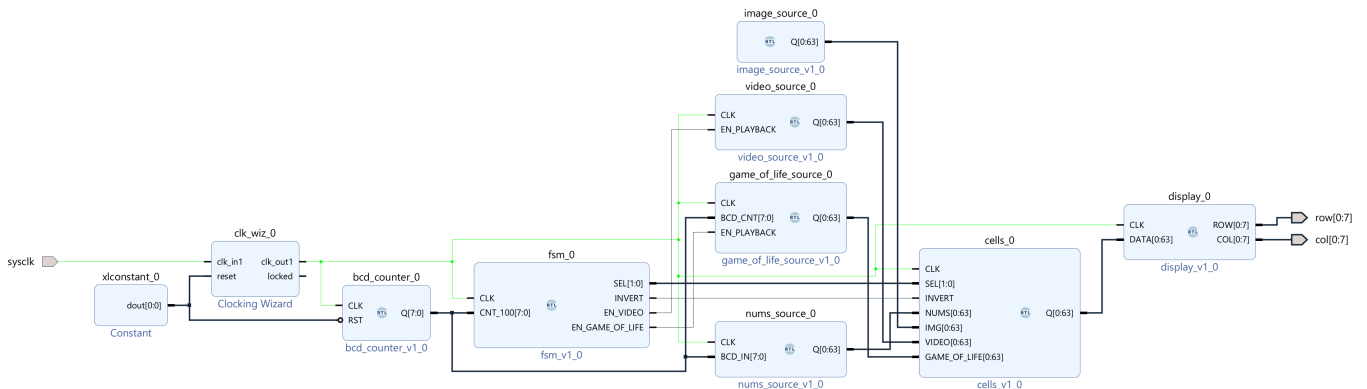 sysclk
xlconstant_0
dout[0:0]
Constant
clk_wiz_0
clk_in1
reset
clk_out1
locked
Clocking Wizard
bcd_counter_0
CLK
RST
RTL
Q[7:0]
bcd_counter_v1_0
fsm_0
CLK
CNT_100[7:0]
RTL
SEL[1:0]
INVERT
EN_VIDEO
EN_GAME_OF_LIFE
fsm_v1_0
image_source_0
RTL
Q[0:63]
image_source_v1_0
video_source_0
CLK
EN_PLAYBACK
RTL
Q[0:63]
video_source_v1_0
game_of_life_source_0
CLK
BCD_CNT[7:0]
EN_PLAYBACK
RTL
Q[0:63]
game_of_life_source_v1_0
nums_source_0
CLK
BCD_IN[7:0]
RTL
Q[0:63]
nums_source_v1_0
cells_0
CLK
SEL[1:0]
INVERT
NUMS[0:63]
IMG[0:63]
VIDEO[0:63]
GAME_OF_LIFE[0:63]
RTL
Q[0:63]
cells_v1_0
display_0
CLK
DATA[0:63]
RTL
ROW[0:7]
COL[0:7]
display_v1_0
row[0:7]
col[0:7]